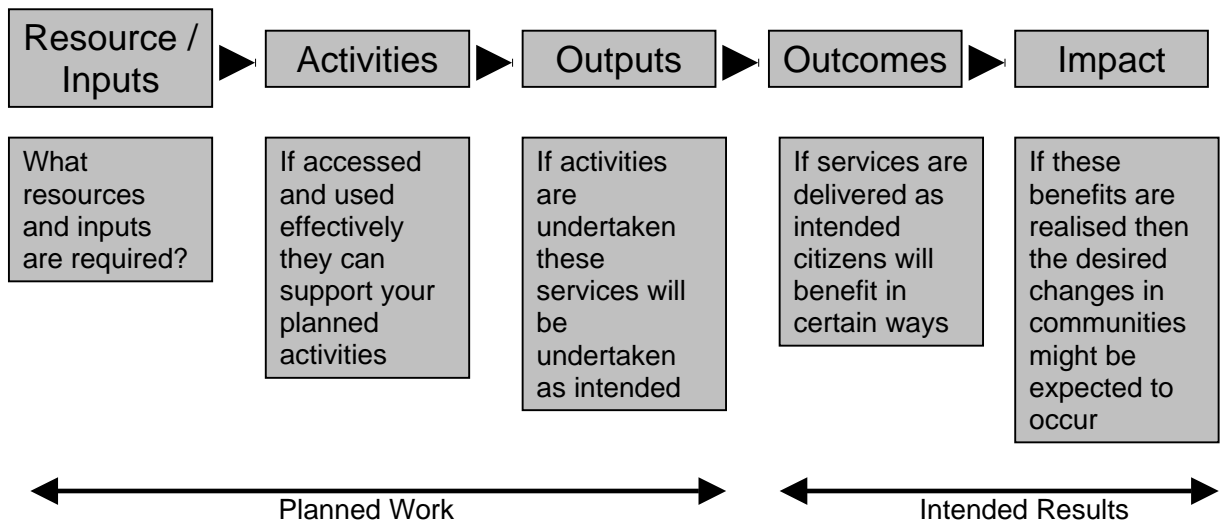 Resource /
Inputs
Activities
Outputs
Outcomes
Impact
What
resources
and inputs
are required?
If accessed
and used
effectively
they can
support your
planned
activities
If activities
are
undertaken
these
services will
be
undertaken
as intended
If services are
delivered as
intended
citizens will
benefit in
certain ways
If these
benefits are
realised then
the desired
changes in
communities
might be
expected to
occur
Planned Work
Intended Results